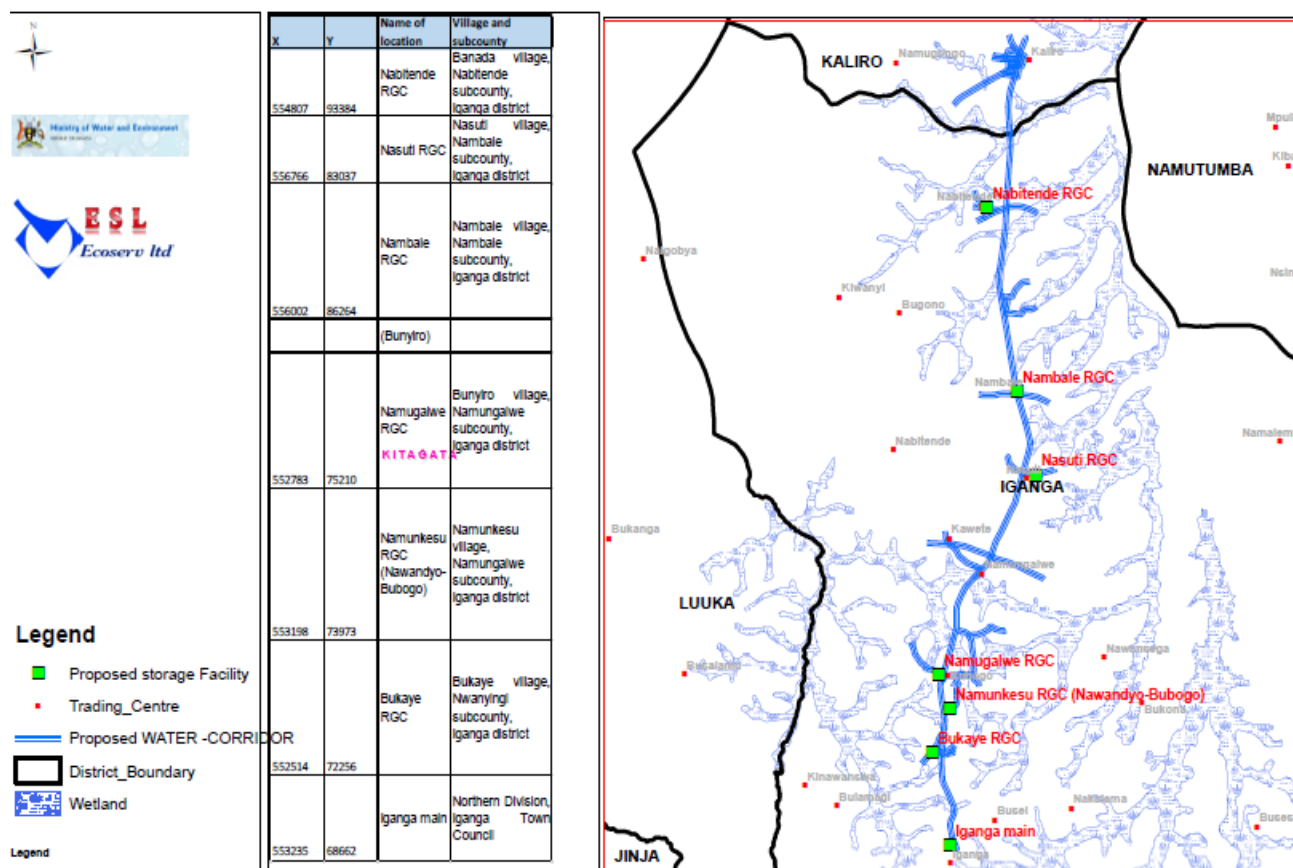 N
Ministry of Water and Environment
ESL
Ecoserv ltd
Legend
Proposed storage Facility
Trading_Centre
Proposed WATER -CORRIDOR
District_Boundary
Wetland
Legend
X Y Name of location Village and subcounty
554807 93384 Nabitende RGC Banada village, Nabitende subcounty, Iganga district
556766 83037 Nasuti RGC Nasuti village, Nambale subcounty, Iganga district
556002 86264 Nambale RGC Nambale village, Nambale subcounty, Iganga district
(Bunyiro)
552783 75210 Namugalwe RGC Bunyiro village, Namungalwe subcounty, Iganga district
KITAGATA
553198 73973 Namunkesu RGC (Nawandyo-Bubogo) Namunkesu village, Namungalwe subcounty, Iganga district
552514 72256 Bukaye RGC Bukaye village, Nwanyingi subcounty, Iganga district
553235 68662 Iganga main Northern Division, Iganga Town Council
KALIRO
Kaliro
NAMUTUMBA
Nabitende RGC
Naigobya
Kiwanyi
Bugono
Nambale RGC
Nabitende
Namalem
Nasuti RGC
IGANGA
Bukanga
Kawete
Namungalwe
LUUKA
Namugalwe RGC
Namunkesu RGC (Nawandyo-Bubogo)
Bukaye RGC
Bulamagi
Busei
Nakalama
Iganga main
Iganga
JINJA